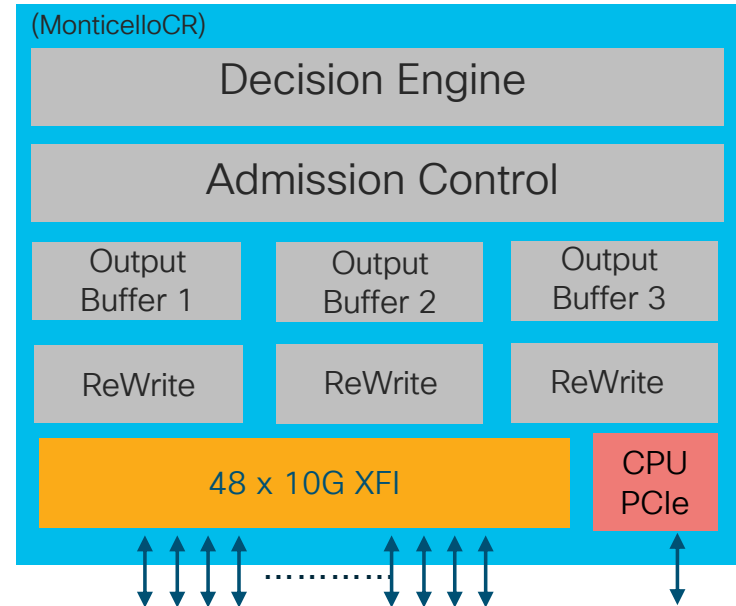 (MonticelloCR)
Decision Engine
Admission Control
Output
Buffer 1
Output
Buffer 2
Output
Buffer 3
ReWrite
ReWrite
ReWrite
48 x 10G XFI
CPU
PCIe